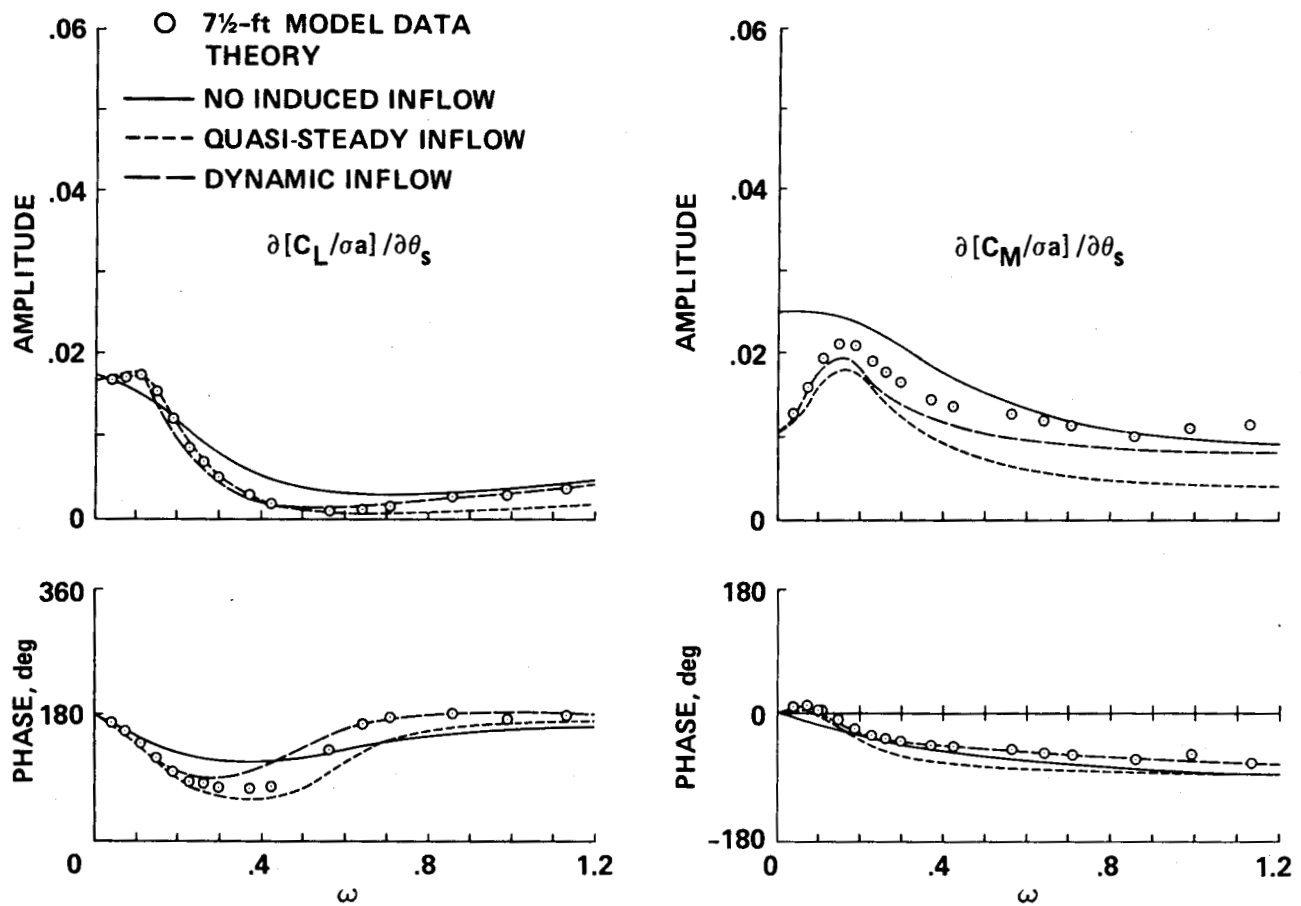 7½-ft MODEL DATA
THEORY
NO INDUCED INFLOW
QUASI-STEADY INFLOW
DYNAMIC INFLOW
AMPLITUDE
.06
.04
.02
0
∂[C_L/σa]/∂θ_s
AMPLITUDE
.06
.04
.02
0
∂[C_M/σa]/∂θ_s
PHASE, deg
360
180
0 .4 .8 1.2
ω
PHASE, deg
180
0
-180
0 .4 .8 1.2
ω